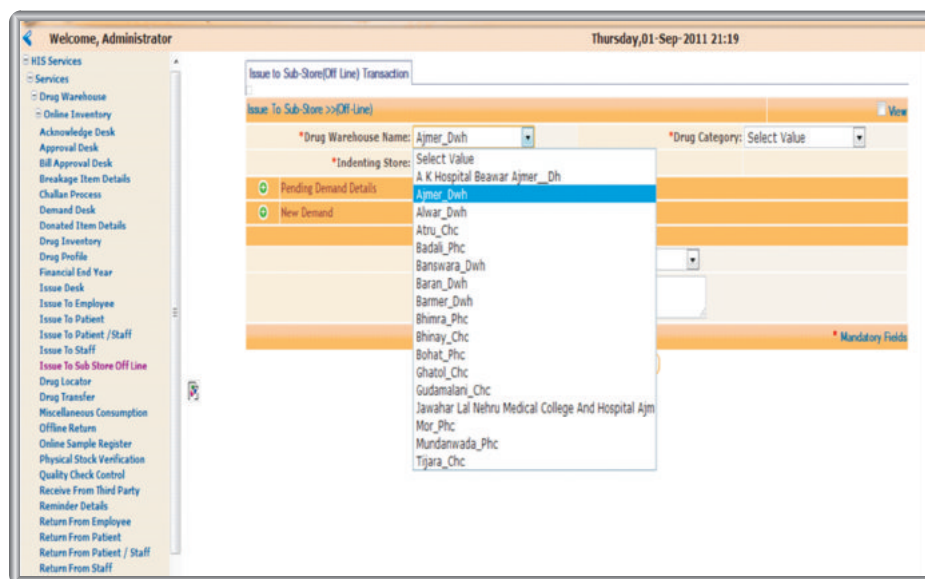 Welcome, Administrator
Thursday,01-Sep-2011 21:19
HIS Services
Services
Drug Warehouse
Online Inventory
Acknowledge Desk
Approval Desk
Bill Approval Desk
Breakage Item Details
Challan Process
Demand Desk
Donated Item Details
Drug Inventory
Drug Profile
Financial End Year
Issue Desk
Issue To Employee
Issue To Patient
Issue To Patient /Staff
Issue To Staff
Issue To Sub Store Off Line
Drug Locator
Drug Transfer
Miscellaneous Consumption
Offline Return
Online Sample Register
Physical Stock Verification
Quality Check Control
Receive From Third Party
Reminder Details
Return From Employee
Return From Patient
Return From Patient / Staff
Return From Staff
Issue to Sub-Store(Off Line) Transaction
Issue To Sub-Store >>(Off-Line)
View
*Drug Warehouse Name: Ajmer_Dwh
*Drug Category: Select Value
*Indenting Store:
Select Value
A K Hospital Beawar Ajmer__Dh
Ajmer_Dwh
Alwar_Dwh
Atru_Chc
Badali_Phc
Banswara_Dwh
Baran_Dwh
Barmer_Dwh
Bhimra_Phc
Bhinay_Chc
Bohat_Phc
Ghatol_Chc
Gudamalani_Chc
Jawahar Lal Nehru Medical College And Hospital Ajm
Mor_Phc
Mundanwada_Phc
Tijara_Chc
Pending Demand Details
New Demand
* Mandatory Fields